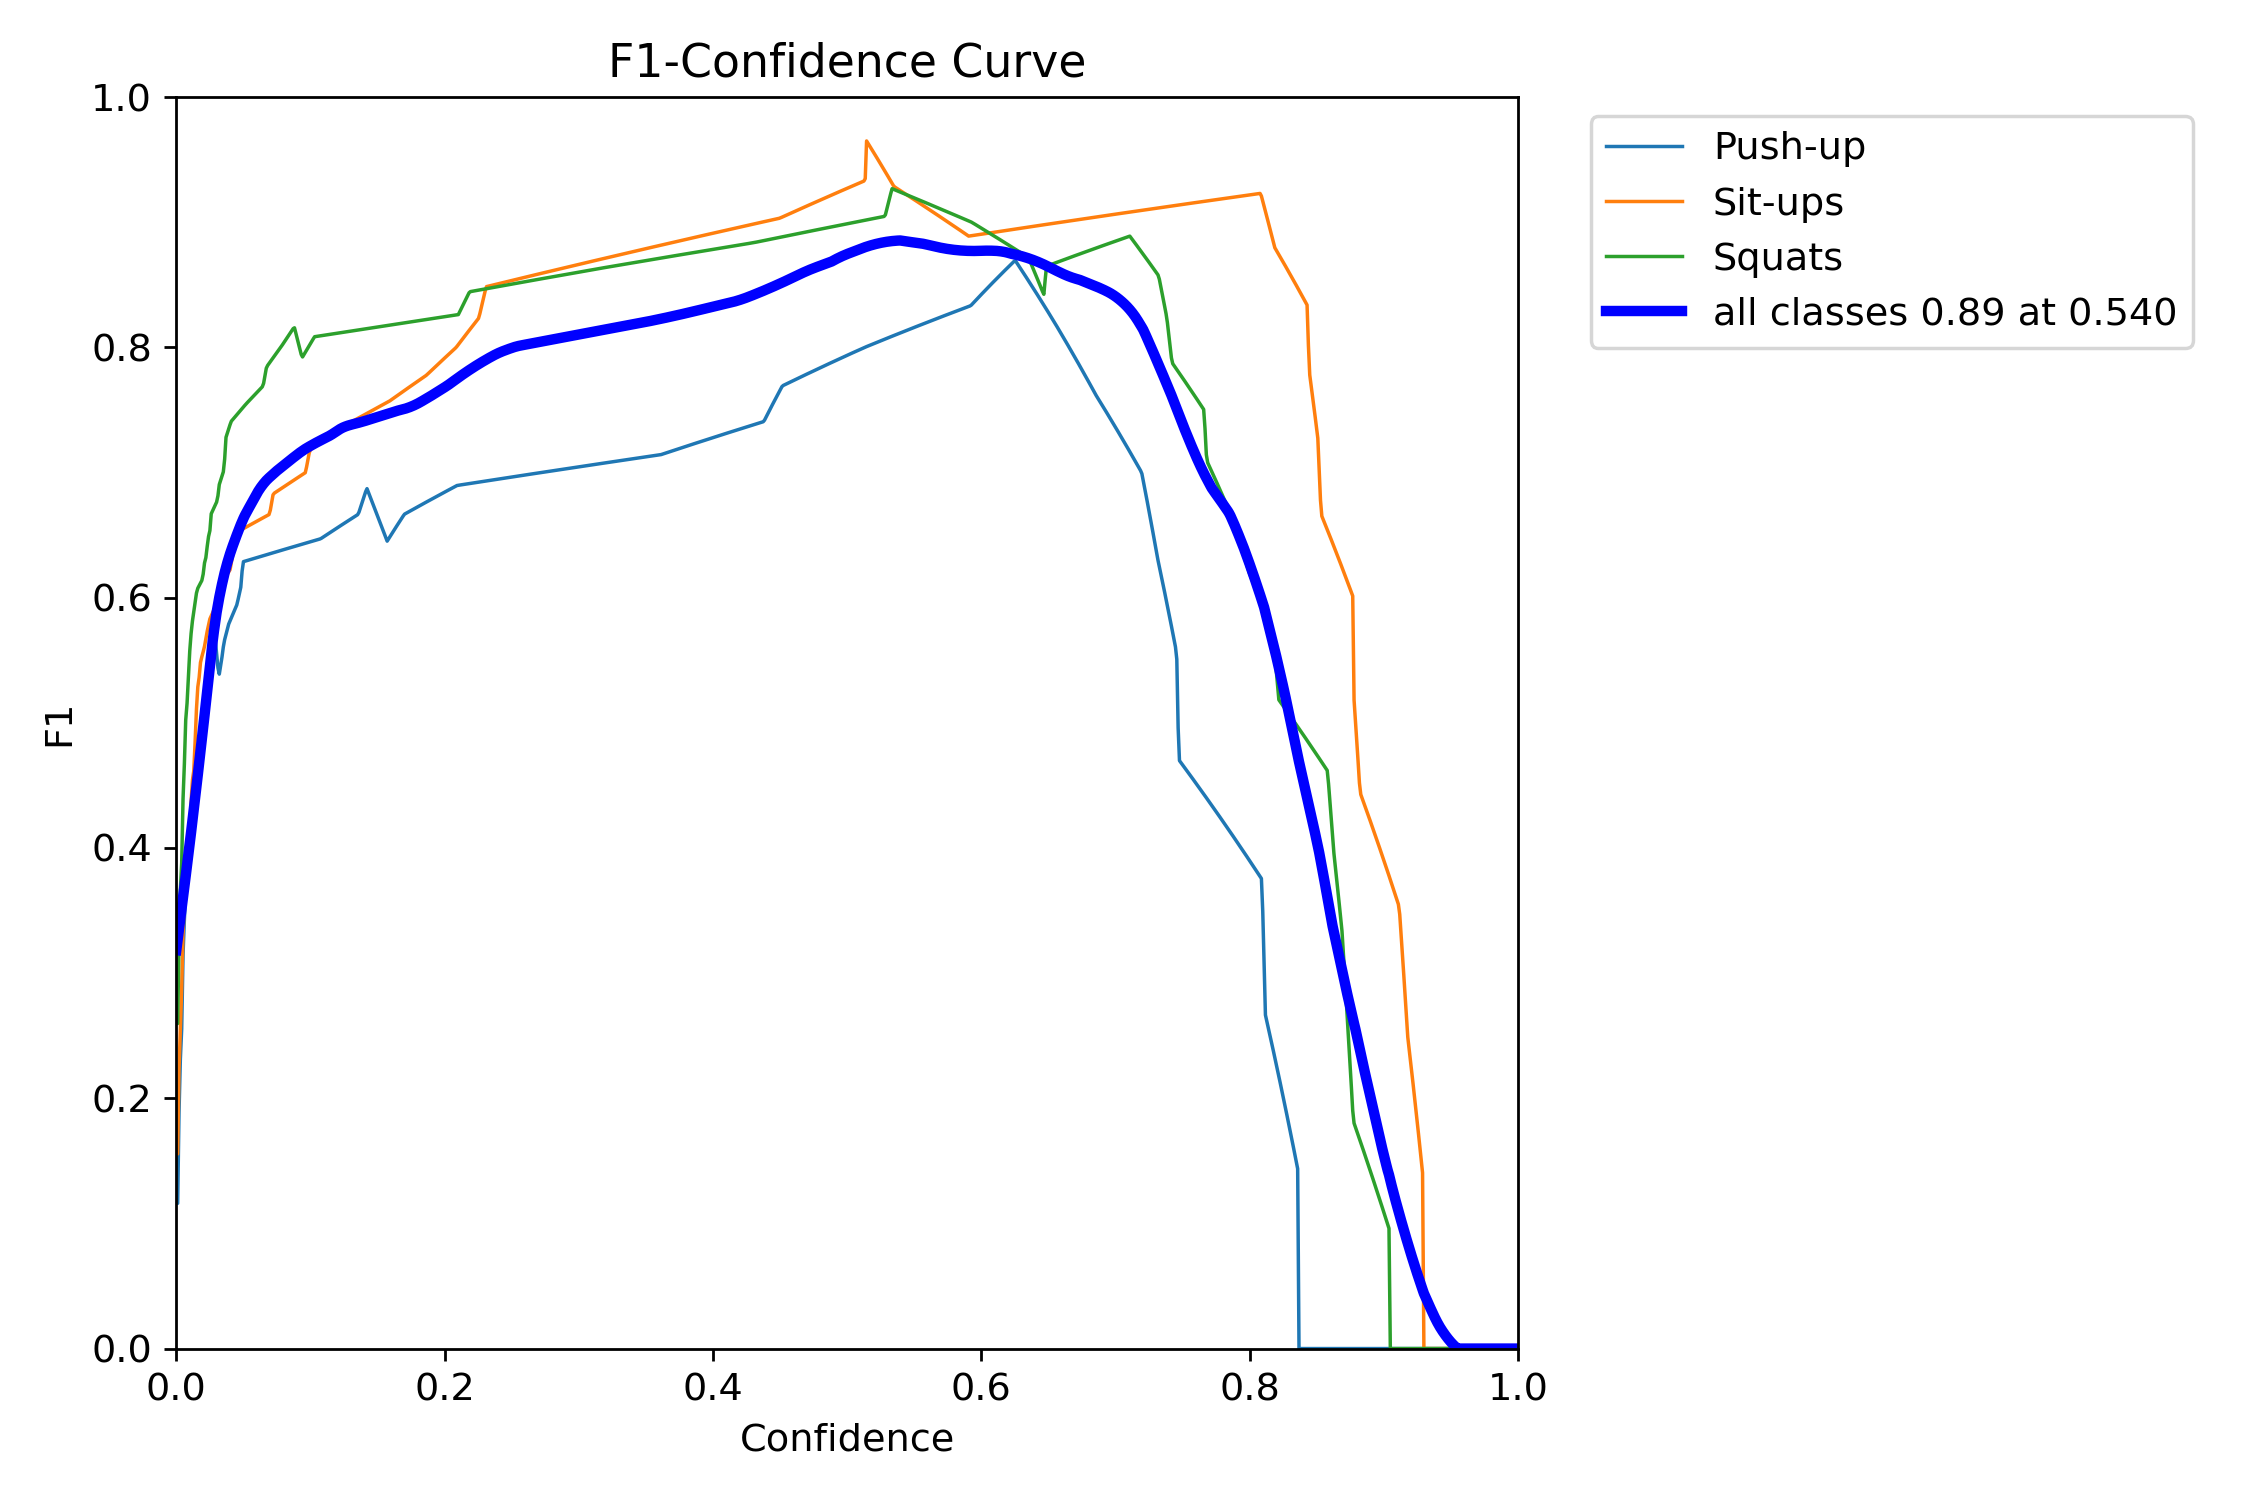 F1-Confidence Curve
1.0
0.8
0.6
0.4
0.2
0.0
F1
0.0 0.2 0.4 0.6 0.8 1.0
Confidence
Push-up
Sit-ups
Squats
all classes 0.89 at 0.540